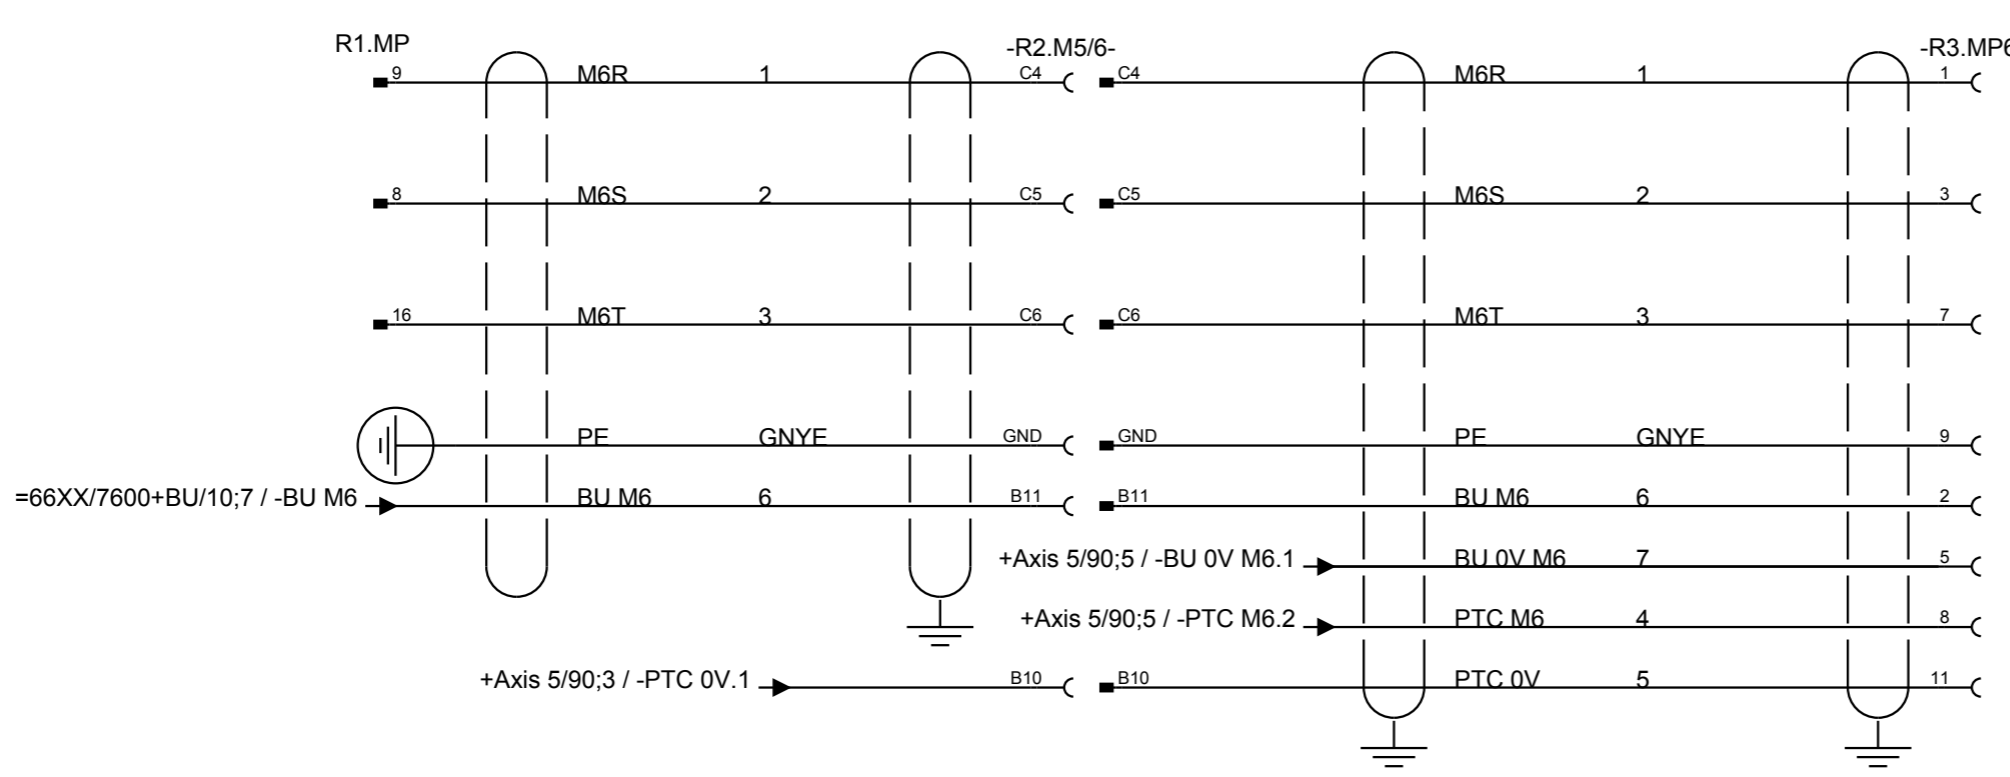 R1.MP -R2.M5/6- -R3.MP6
9 M6R 1 C4 C4 M6R 1 1
8 M6S 2 C5 C5 M6S 2 3
16 M6T 3 C6 C6 M6T 3 7
PE GNYE GND GND PE GNYE 9
=66XX/7600+BU/10;7 / -BU M6 BU M6 6 B11 B11 BU M6 6 2
+Axis 5/90;5 / -BU 0V M6.1 BU 0V M6 7 5
+Axis 5/90;5 / -PTC M6.2 PTC M6 4 8
+Axis 5/90;3 / -PTC 0V.1 B10 B10 PTC 0V 5 11